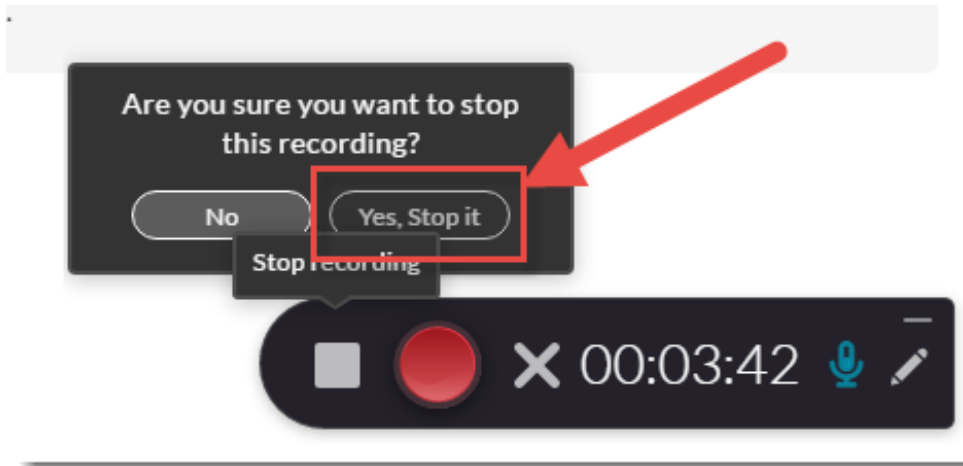 Are you sure you want to stop
this recording?
No
Yes, Stop it
Stop recording
00:03:42